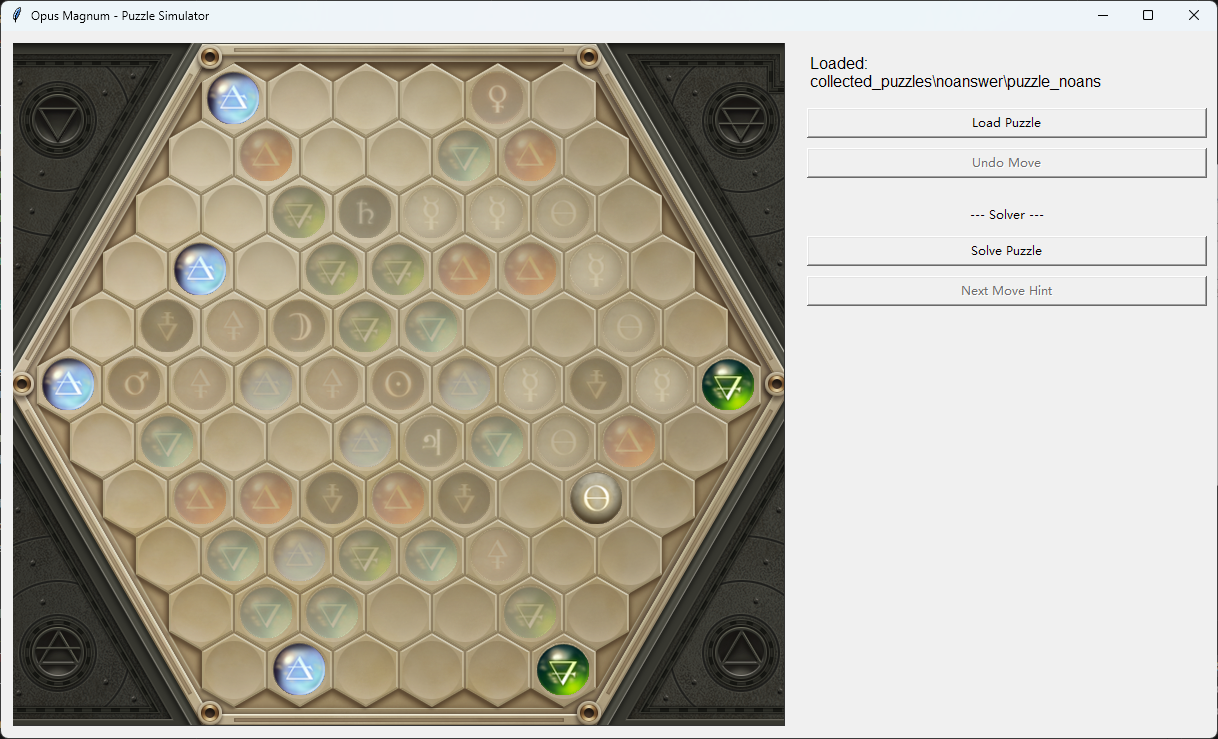 Opus Magnum - Puzzle Simulator
Loaded:
collected_puzzles\noanswer\puzzle_noans
Load Puzzle
Undo Move
--- Solver ---
Solve Puzzle
Next Move Hint